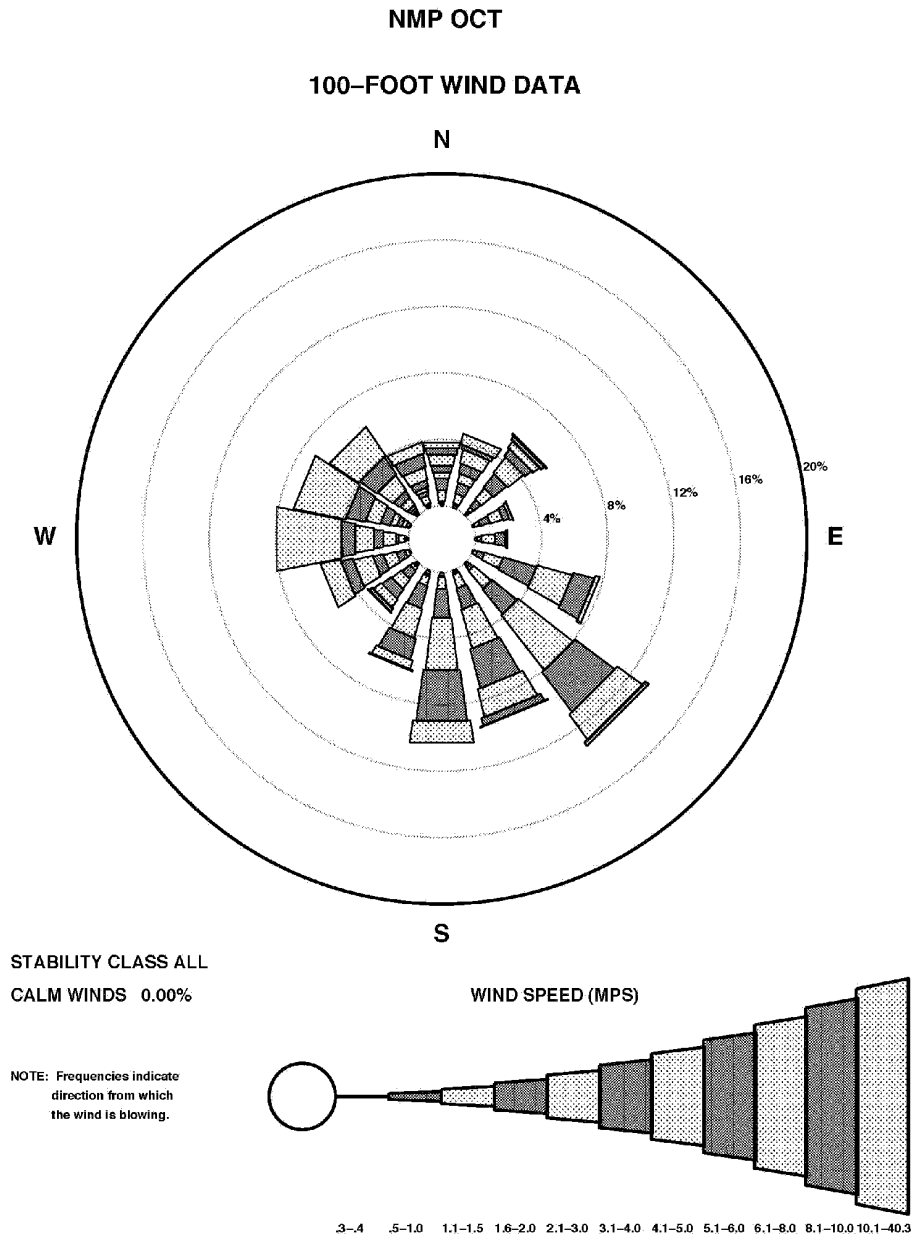 NMP OCT
100–FOOT WIND DATA
N
20%
16%
12%
8%
4%
W
E
S
STABILITY CLASS ALL
CALM WINDS 0.00%
WIND SPEED (MPS)
NOTE: Frequencies indicate
direction from which
the wind is blowing.
.3–.4 .5–1.0 1.1–1.5 1.6–2.0 2.1–3.0 3.1–4.0 4.1–5.0 5.1–6.0 6.1–8.0 8.1–10.0 10.1–40.3